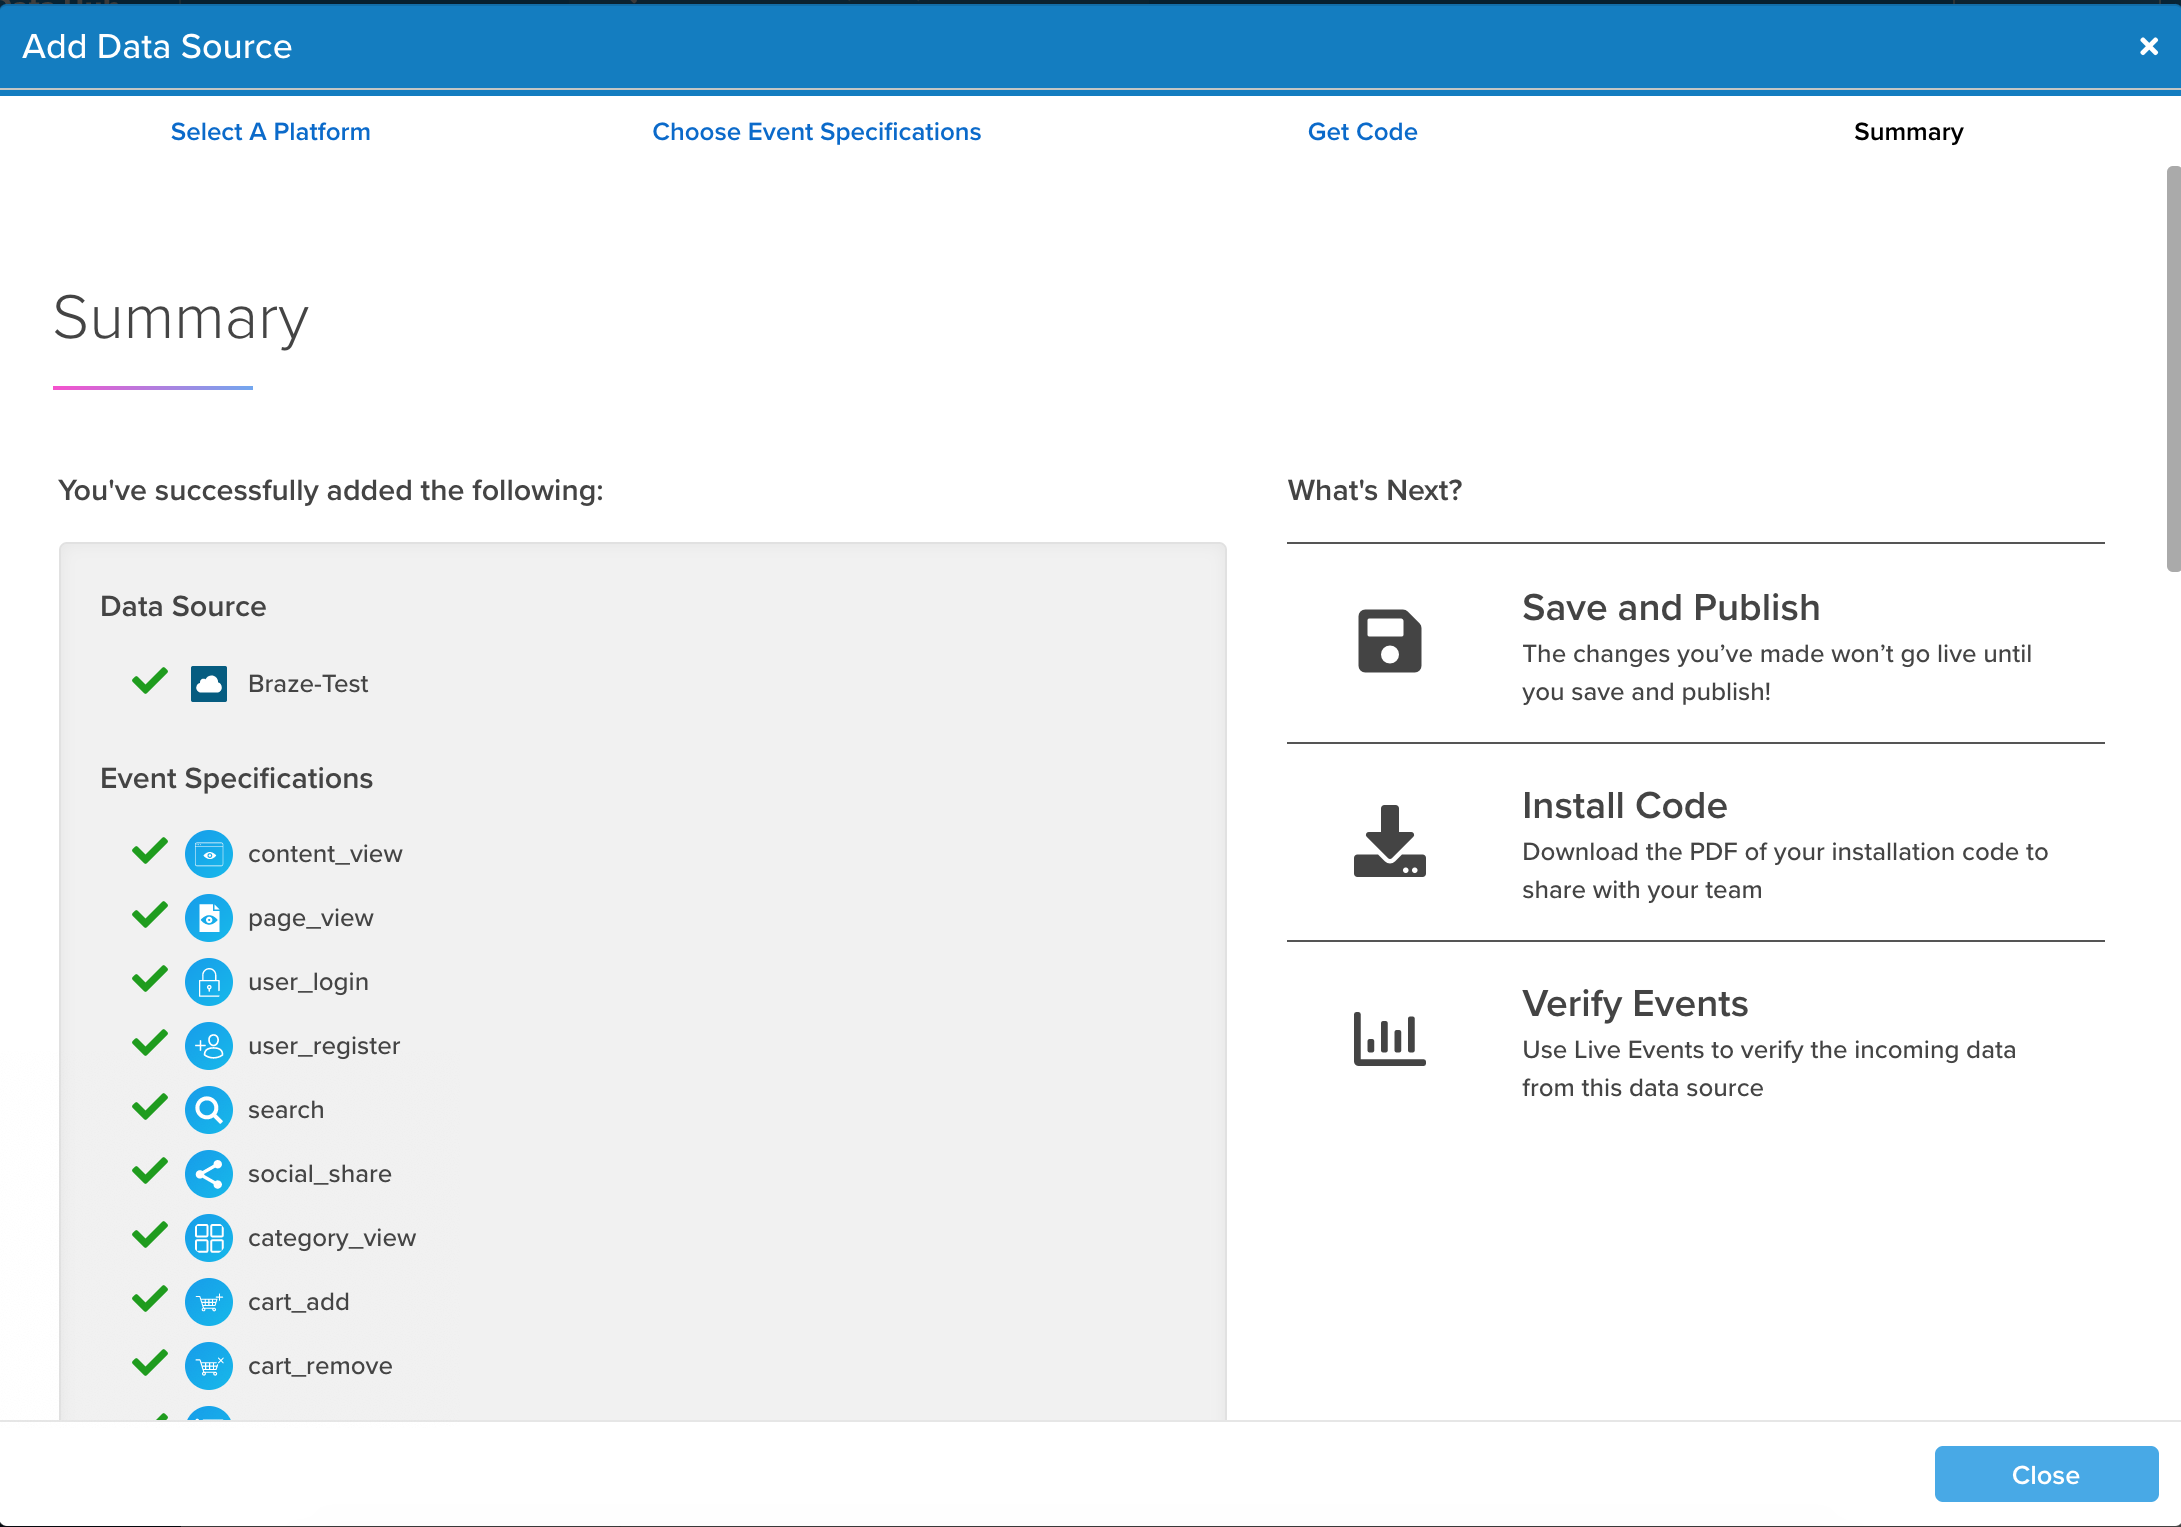 Add Data Source
Select A Platform
Choose Event Specifications
Get Code
Summary
Summary
You've successfully added the following:
Data Source
Braze-Test
Event Specifications
content_view
page_view
user_login
user_register
search
social_share
category_view
cart_add
cart_remove
What's Next?
Save and Publish
The changes you’ve made won’t go live until
you save and publish!
Install Code
Download the PDF of your installation code to
share with your team
Verify Events
Use Live Events to verify the incoming data
from this data source
Close